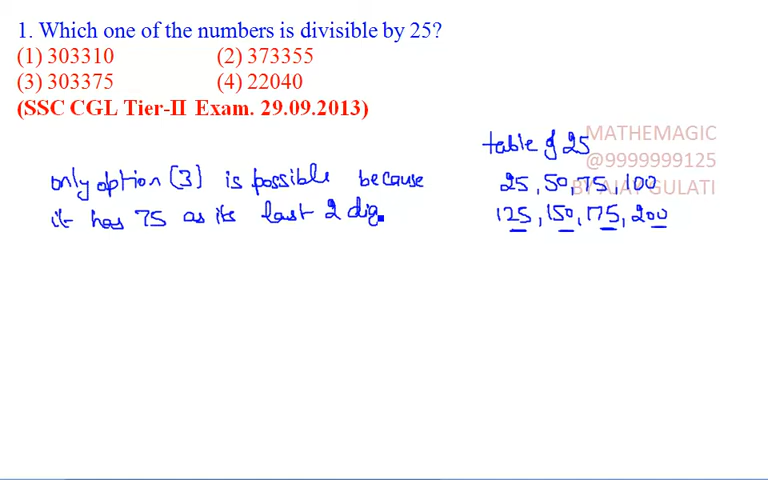 1. Which one of the numbers is divisible by 25?
(1) 303310 (2) 373355
(3) 303375 (4) 22040
(SSC CGL Tier-II Exam. 29.09.2013)
table of 25
MATHEMAGIC
@9999999125
only option (3) is possible because
25, 50, 75, 100
GULATI
it has 75 as its last 2 dig
125, 150, 175, 200